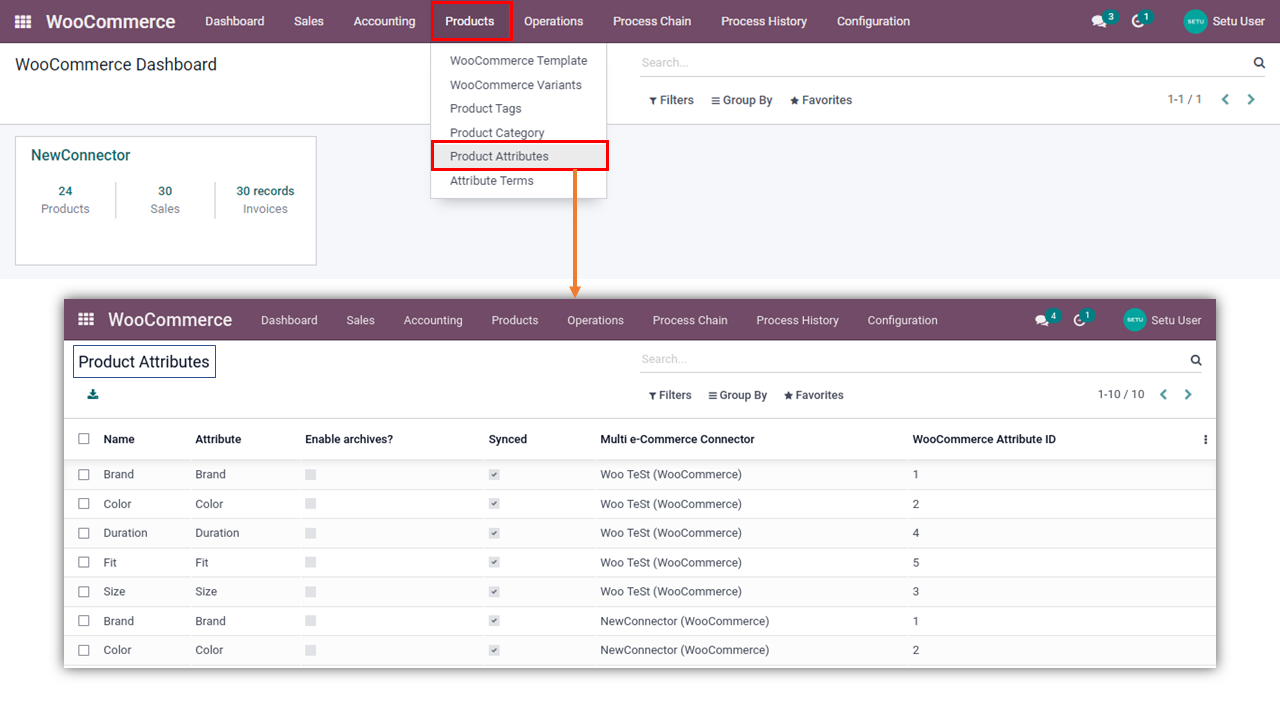 WooCommerce Dashboard Sales Accounting Products Operations Process Chain Process History Configuration 3 1 SETU Setu User
WooCommerce Dashboard
Search...
Filters Group By Favorites 1-1 / 1
WooCommerce Template
WooCommerce Variants
Product Tags
Product Category
Product Attributes
Attribute Terms
NewConnector
24 30 30 records
Products Sales Invoices
WooCommerce Dashboard Sales Accounting Products Operations Process Chain Process History Configuration 4 1 SETU Setu User
Product Attributes
Search...
Filters Group By Favorites 1-10 / 10
Name Attribute Enable archives? Synced Multi e-Commerce Connector WooCommerce Attribute ID
Brand Brand Woo TeSt (WooCommerce) 1
Color Color Woo TeSt (WooCommerce) 2
Duration Duration Woo TeSt (WooCommerce) 4
Fit Fit Woo TeSt (WooCommerce) 5
Size Size Woo TeSt (WooCommerce) 3
Brand Brand NewConnector (WooCommerce) 1
Color Color NewConnector (WooCommerce) 2